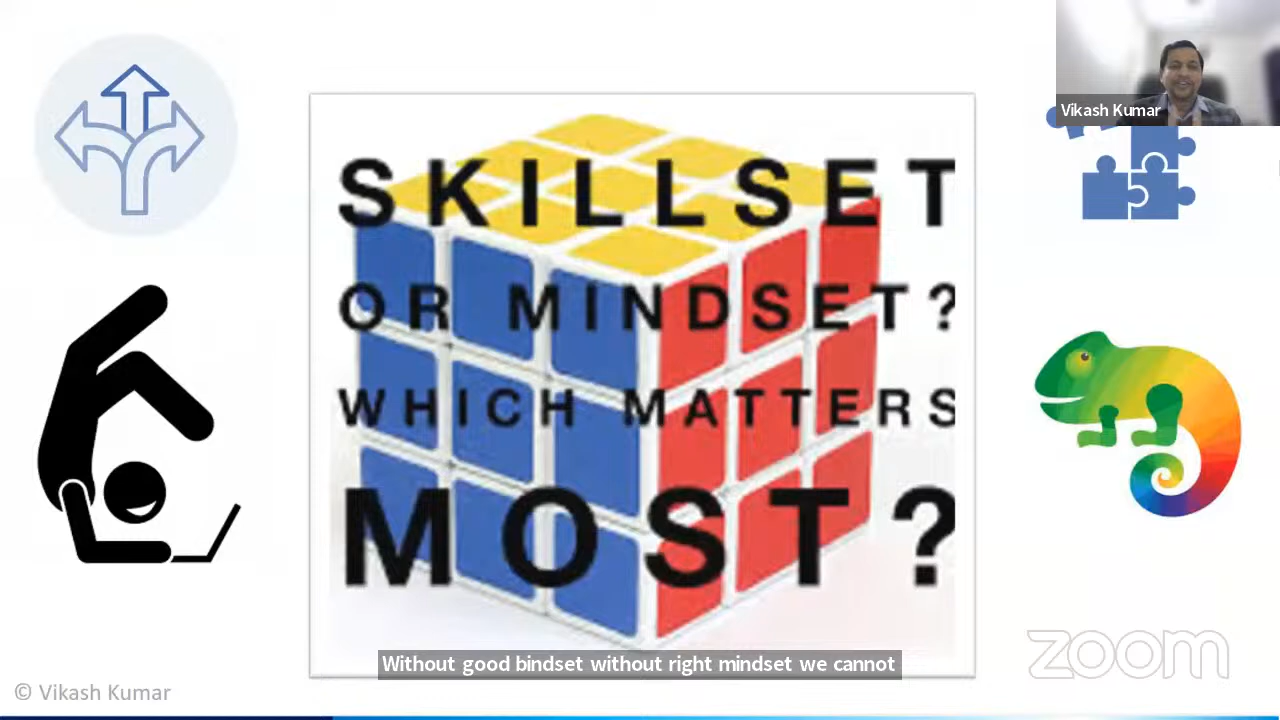 Vikash Kumar
SKILLSET
OR MINDSET?
WHICH MATTERS
MOST?
Without good bindset without right mindset we cannot
zoom
© Vikash Kumar